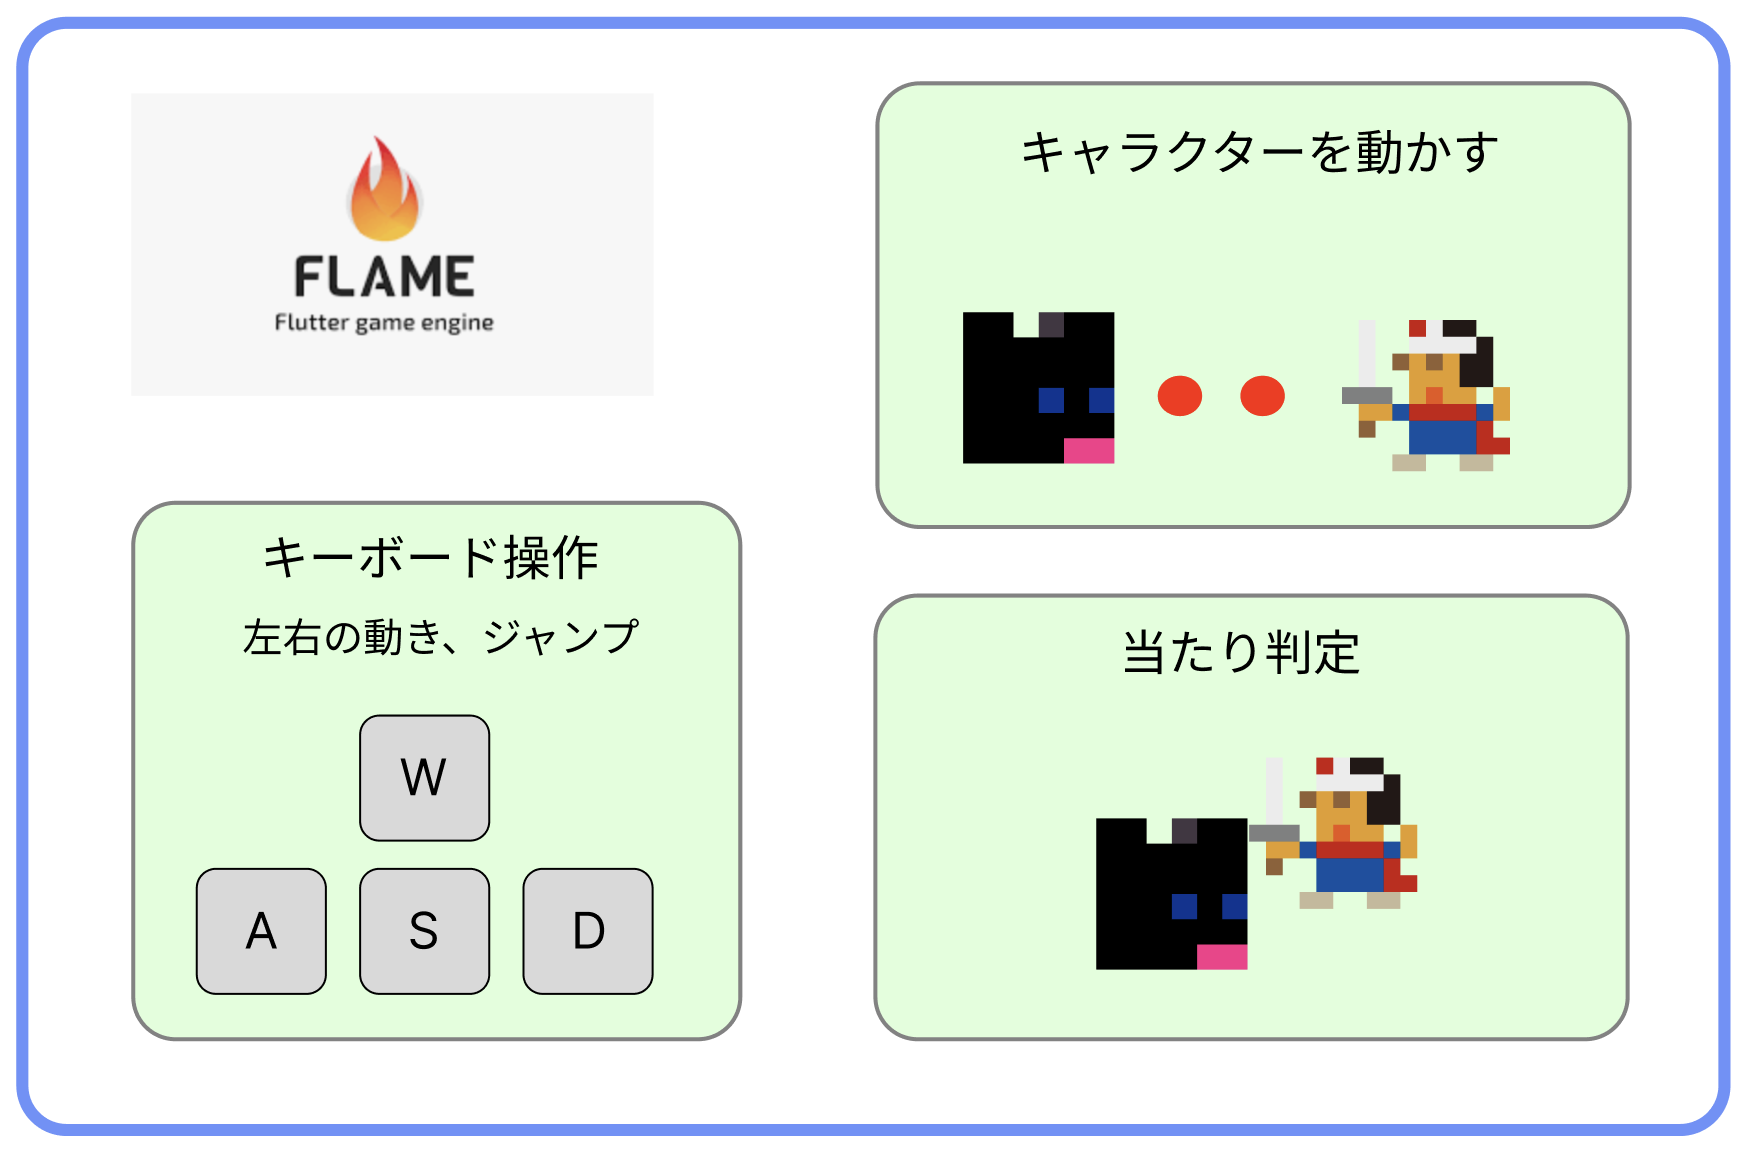 FLAME
Flutter game engine
キャラクターを動かす
キーボード操作
左右の動き、ジャンプ
W
A S D
当たり判定